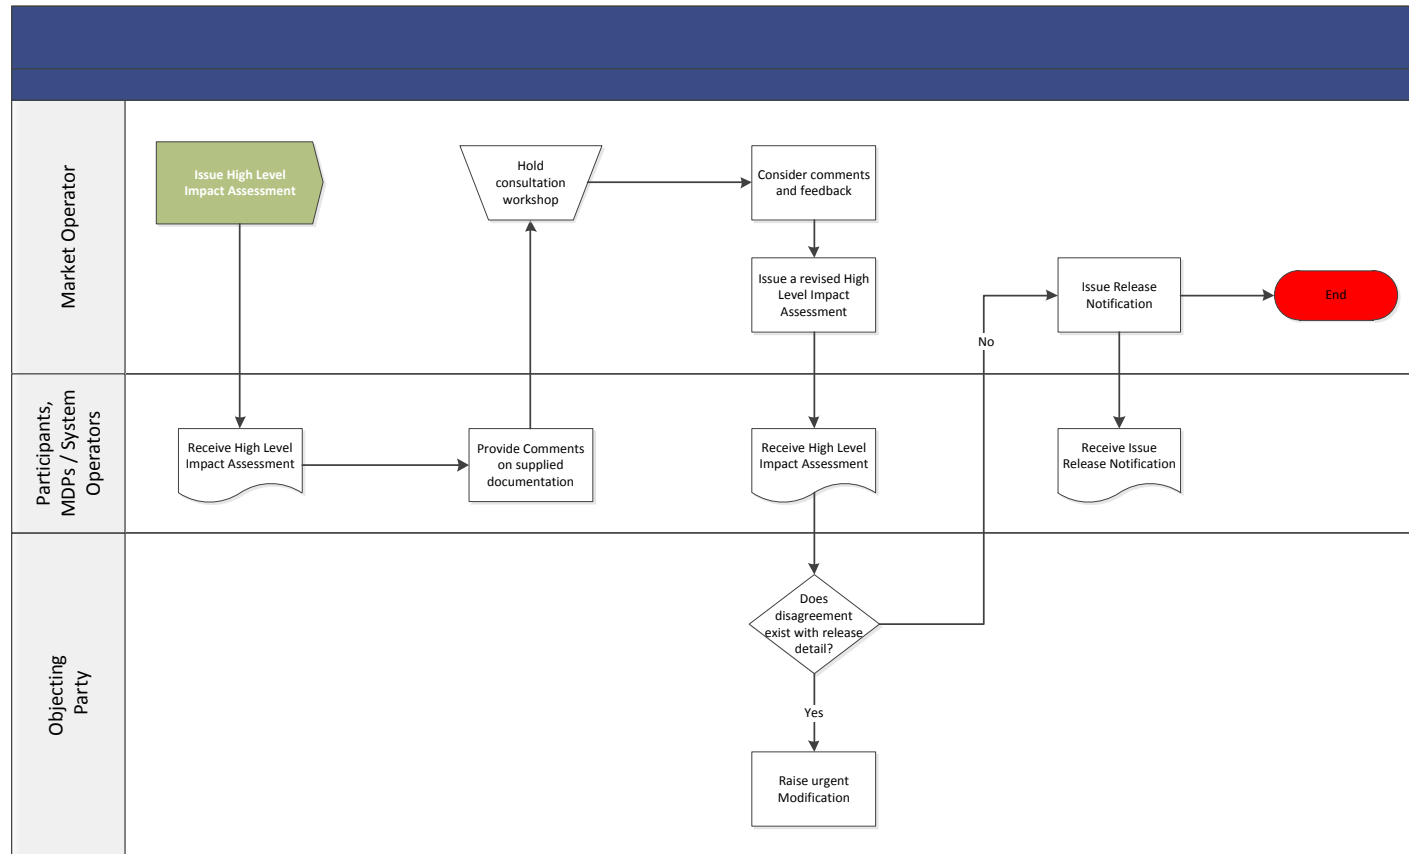 Market Operator
Issue High Level
Impact Assessment
Hold
consultation
workshop
Consider comments
and feedback
Issue a revised High
Level Impact
Assessment
Issue Release
Notification
End
No
Participants,
MDPs / System
Operators
Receive High Level
Impact Assessment
Provide Comments
on supplied
documentation
Receive High Level
Impact Assessment
Receive Issue
Release Notification
Objecting
Party
Does
disagreement
exist with release
detail?
Yes
Raise urgent
Modification